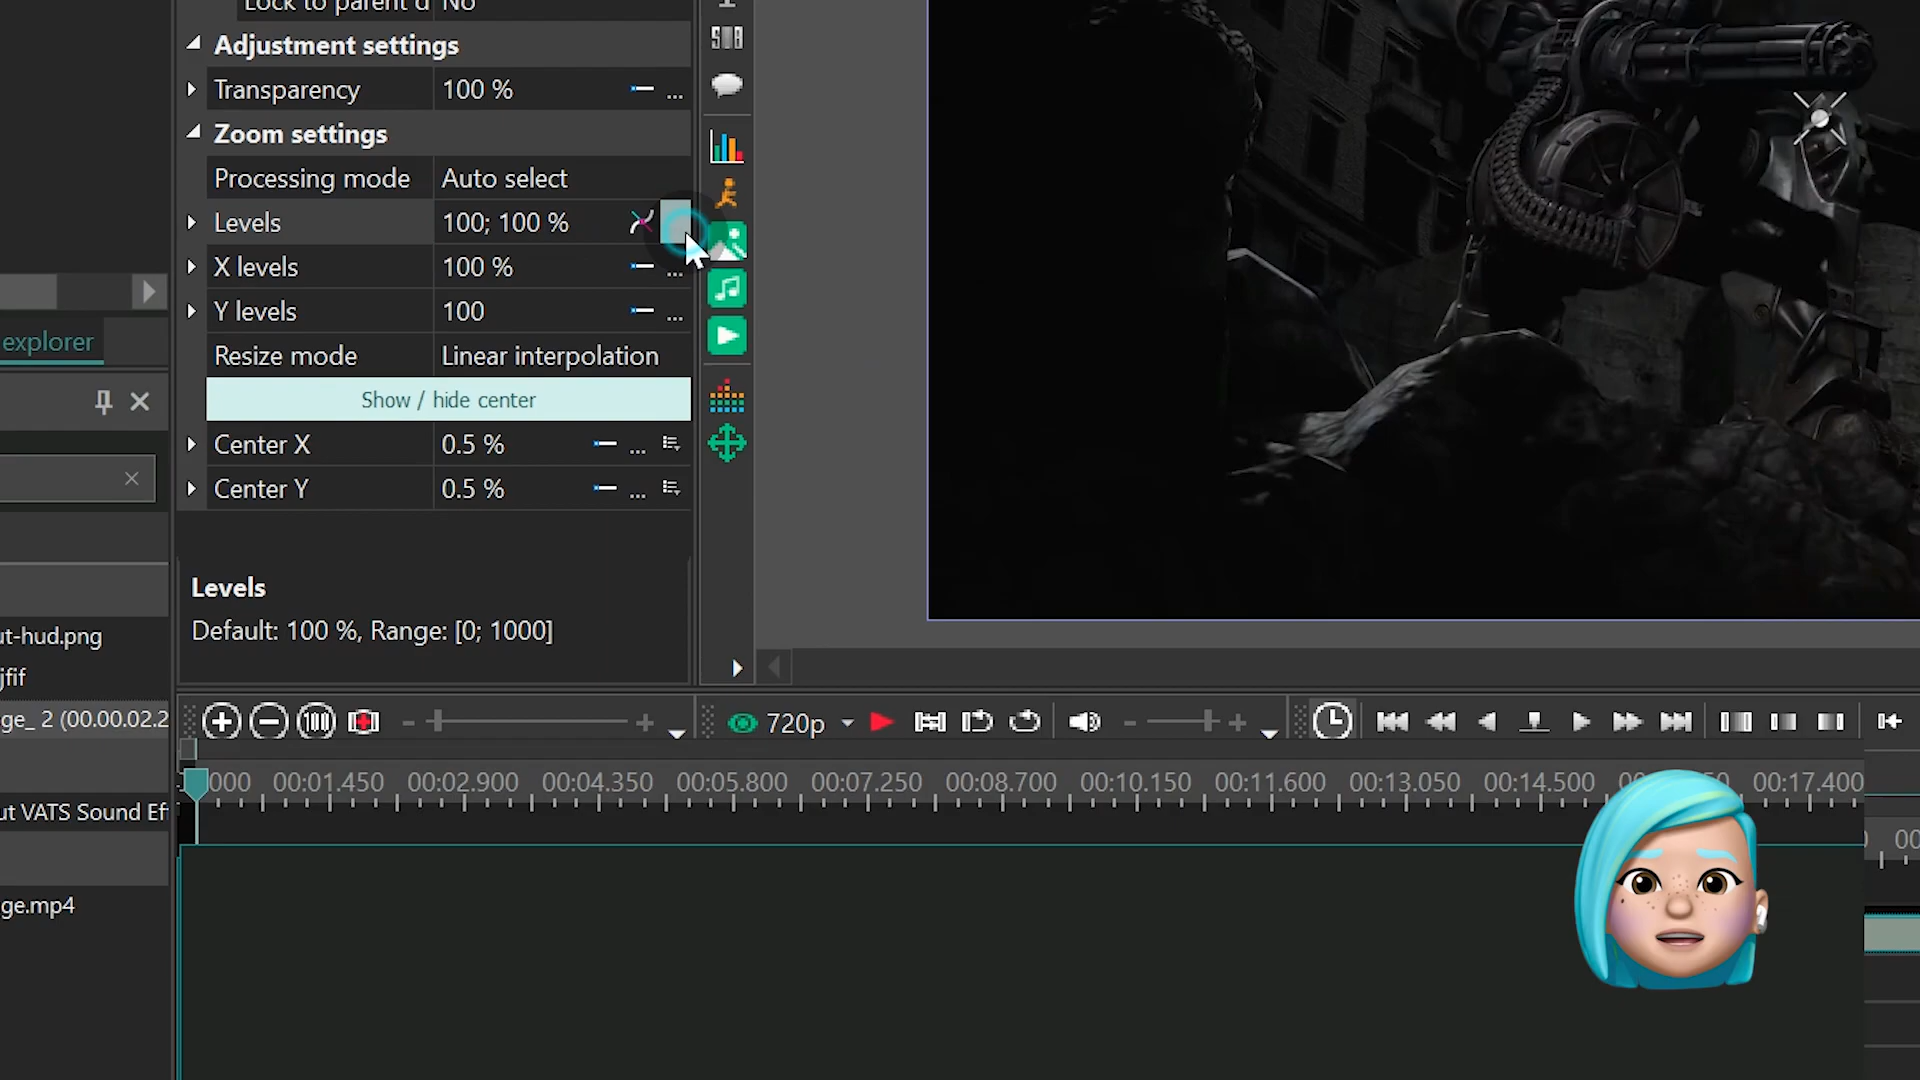 Lock to parent d No
Adjustment settings
Transparency 100 % ...
Zoom settings
Processing mode Auto select
Levels 100; 100 %
X levels 100 % ...
Y levels 100 ...
Resize mode Linear interpolation
Show / hide center
Center X 0.5 % ...
Center Y 0.5 % ...
Levels
Default: 100 %, Range: [0; 1000]
explorer
ut-hud.png
jfif
ge_ 2 (00.00.02.2
ut VATS Sound Ef
ge.mp4
100 720p
000 00:01.450 00:02.900 00:04.350 00:05.800 00:07.250 00:08.700 00:10.150 00:11.600 00:13.050 00:14.500 00:17.400